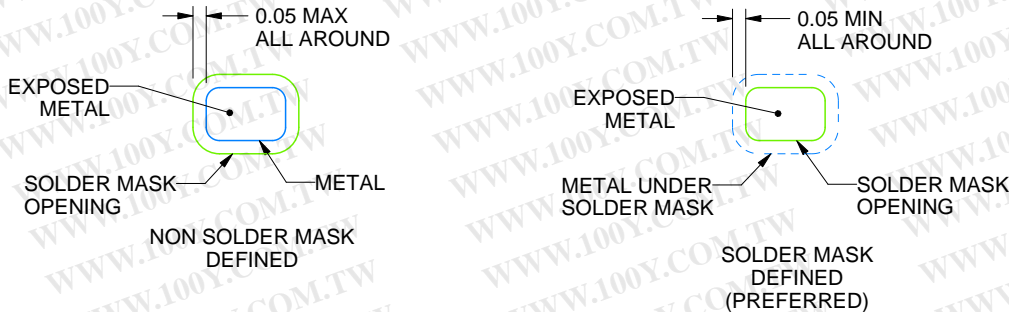 0.05 MAX
ALL AROUND
EXPOSED
METAL
SOLDER MASK
OPENING
METAL
NON SOLDER MASK
DEFINED
0.05 MIN
ALL AROUND
EXPOSED
METAL
METAL UNDER
SOLDER MASK
SOLDER MASK
OPENING
SOLDER MASK
DEFINED
(PREFERRED)
WWW.100Y.COM.TW